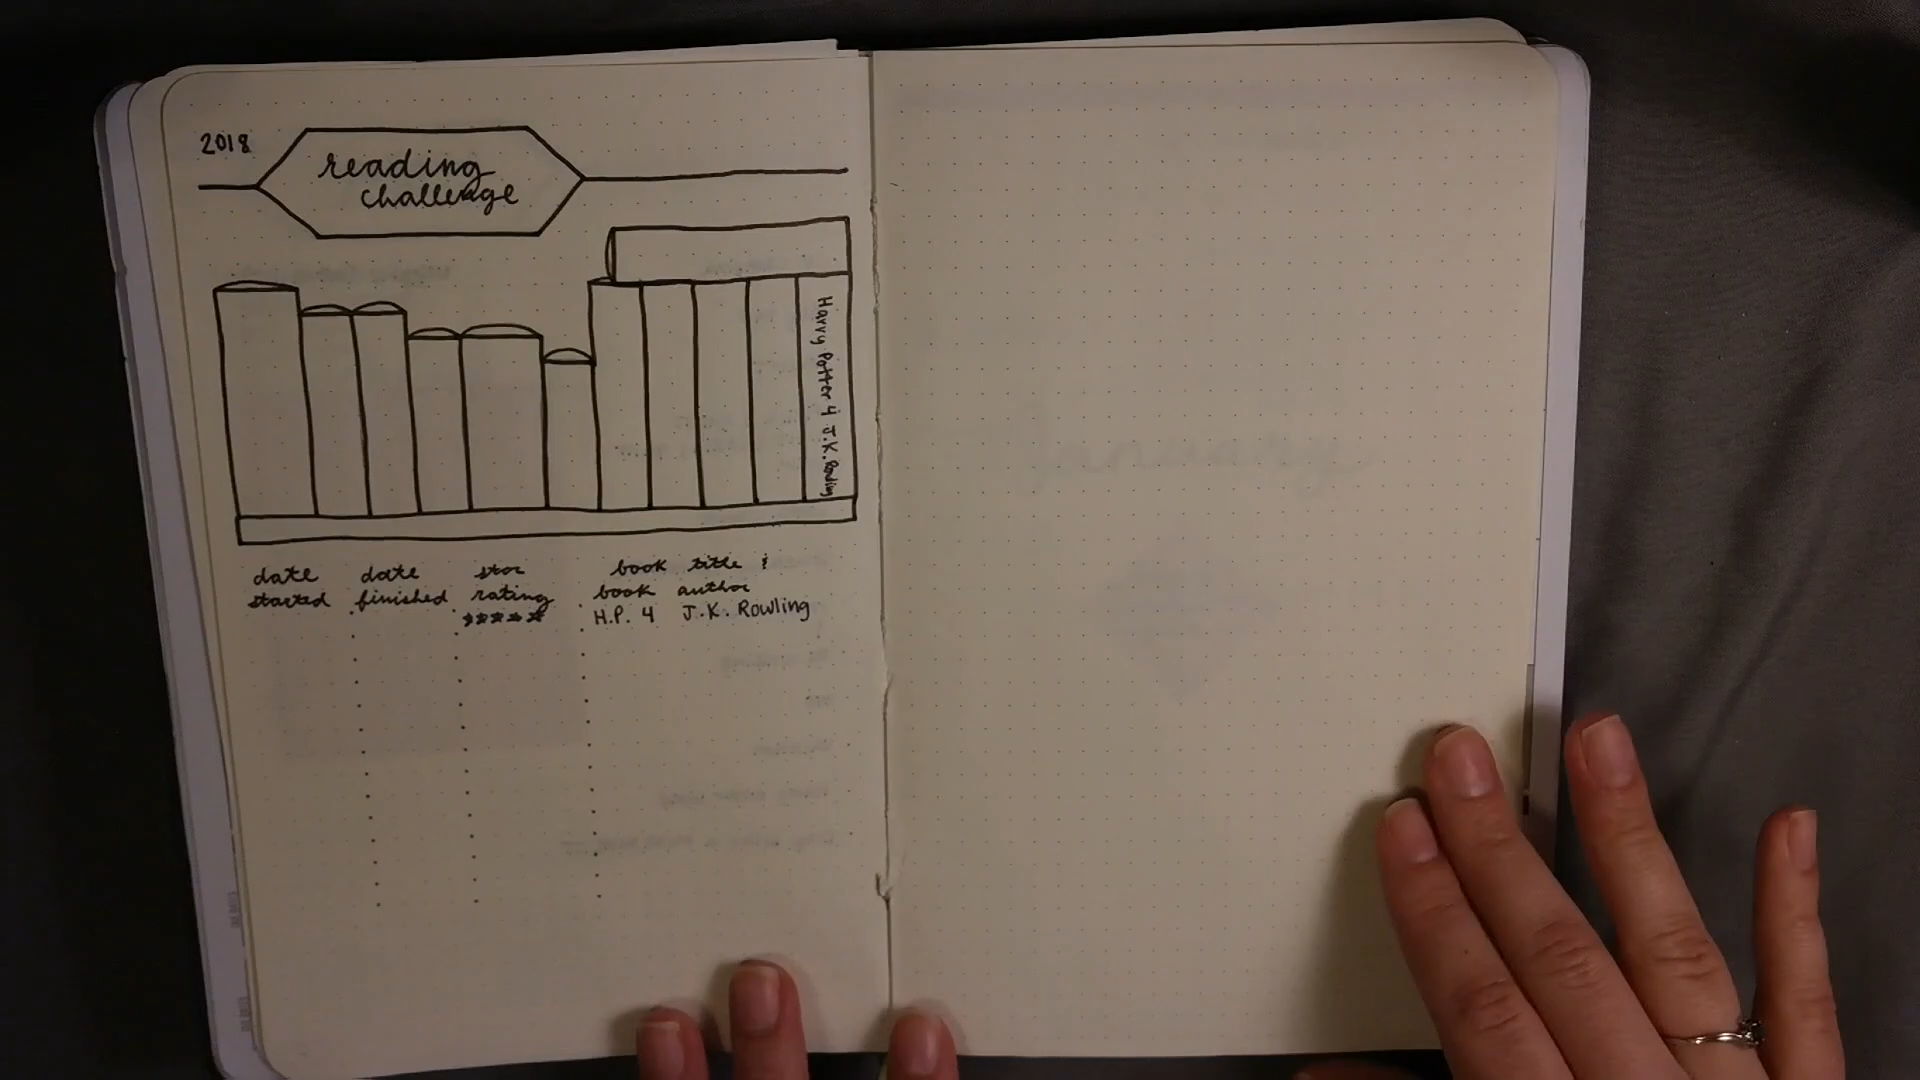 2018
reading
challenge
Harry Potter 4 J.K. Rowling
date date star book title &
started finished rating book author
★★★★★ H.P. 4 J.K. Rowling
January